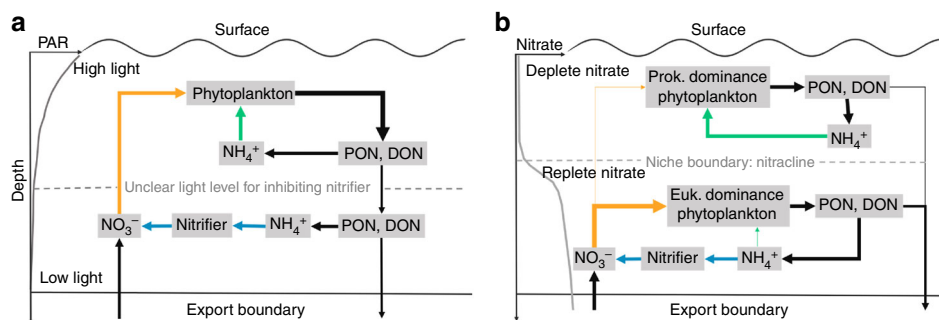 a
Surface
PAR
High light
Phytoplankton
NH₄⁺
PON, DON
Depth
Unclear light level for inhibiting nitrifier
NO₃⁻
Nitrifier
NH₄⁺
PON, DON
Low light
Export boundary
b
Surface
Nitrate
Deplete nitrate
Prok. dominance
phytoplankton
PON, DON
NH₄⁺
Niche boundary: nitracline
Replete nitrate
Euk. dominance
phytoplankton
PON, DON
NO₃⁻
Nitrifier
NH₄⁺
Export boundary